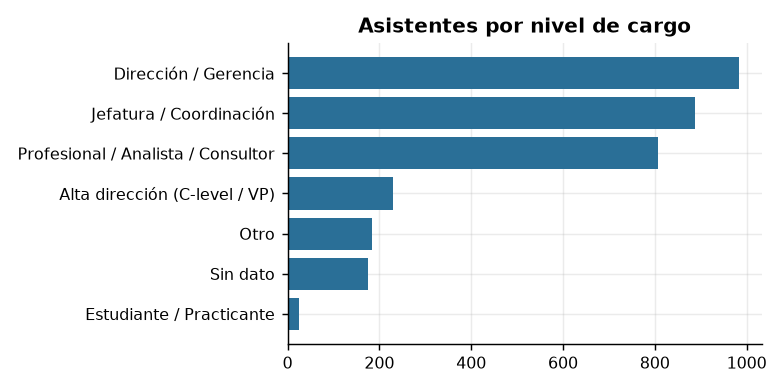 Asistentes por nivel de cargo
Dirección / Gerencia
Jefatura / Coordinación
Profesional / Analista / Consultor
Alta dirección (C-level / VP)
Otro
Sin dato
Estudiante / Practicante
0 200 400 600 800 1000